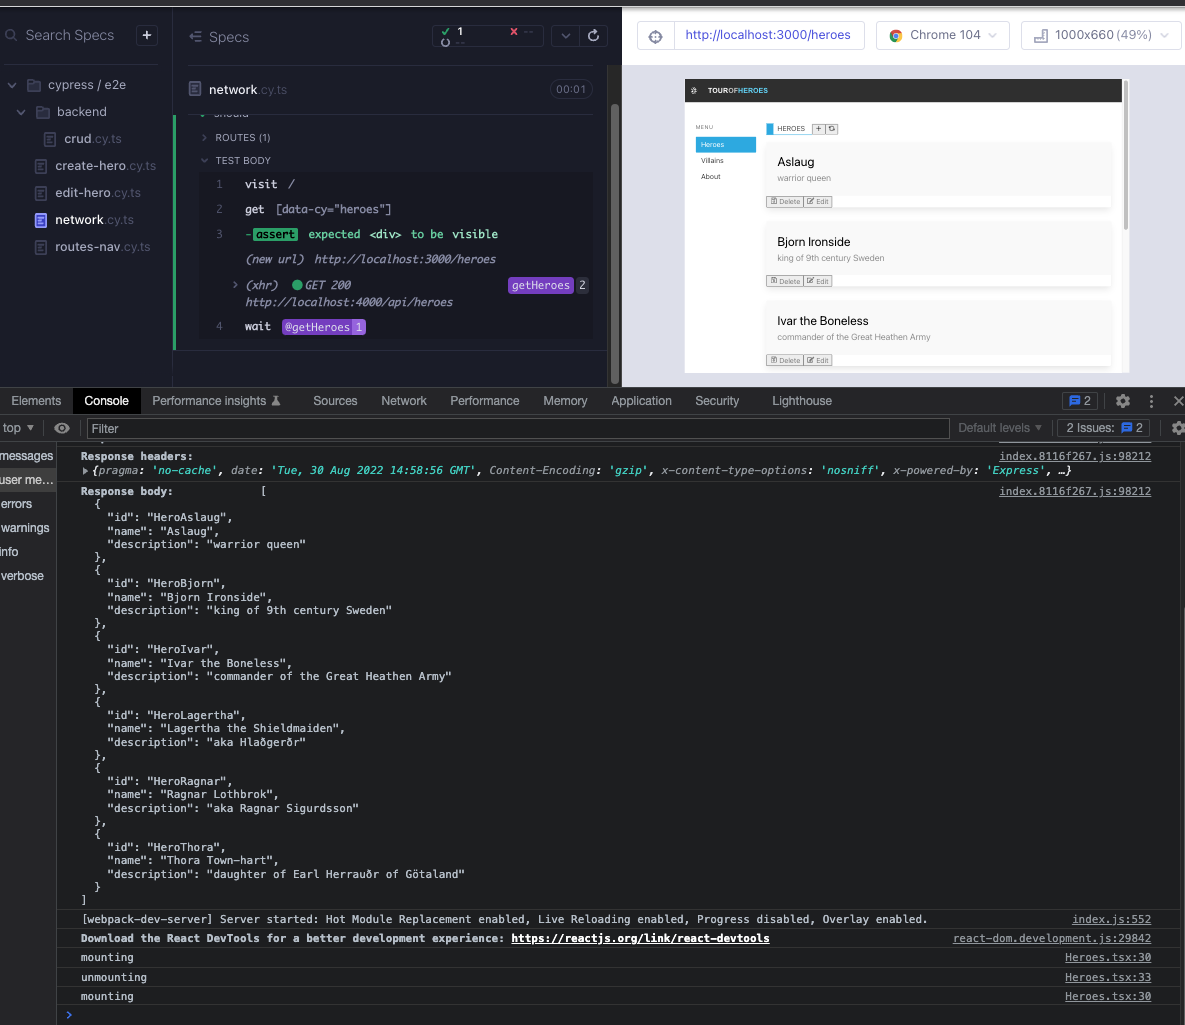 Search Specs
+
cypress / e2e
backend
crud.cy.ts
create-hero.cy.ts
edit-hero.cy.ts
network.cy.ts
routes-nav.cy.ts
Specs
1
--
--
network.cy.ts
00:01
ROUTES (1)
TEST BODY
1 visit /
2 get [data-cy="heroes"]
3 -assert expected <div> to be visible
(new url) http://localhost:3000/heroes
(xhr) GET 200 getHeroes 2
http://localhost:4000/api/heroes
4 wait @getHeroes 1
http://localhost:3000/heroes
Chrome 104
1000x660 (49%)
TOUROFHEROES
MENU
Heroes
Villains
About
HEROES +
Aslaug
warrior queen
Delete Edit
Bjorn Ironside
king of 9th century Sweden
Delete Edit
Ivar the Boneless
commander of the Great Heathen Army
Delete Edit
Elements Console Performance insights Sources Network Performance Memory Application Security Lighthouse 2
top Filter Default levels 2 Issues: 2
messages
user me...
errors
warnings
info
verbose
Response headers: index.8116f267.js:98212
{pragma: 'no-cache', date: 'Tue, 30 Aug 2022 14:58:56 GMT', Content-Encoding: 'gzip', x-content-type-options: 'nosniff', x-powered-by: 'Express', …}
Response body: [ index.8116f267.js:98212
{
"id": "HeroAslaug",
"name": "Aslaug",
"description": "warrior queen"
},
{
"id": "HeroBjorn",
"name": "Bjorn Ironside",
"description": "king of 9th century Sweden"
},
{
"id": "HeroIvar",
"name": "Ivar the Boneless",
"description": "commander of the Great Heathen Army"
},
{
"id": "HeroLagertha",
"name": "Lagertha the Shieldmaiden",
"description": "aka Hlaðgerðr"
},
{
"id": "HeroRagnar",
"name": "Ragnar Lothbrok",
"description": "aka Ragnar Sigurdsson"
},
{
"id": "HeroThora",
"name": "Thora Town-hart",
"description": "daughter of Earl Herrauðr of Götaland"
}
]
[webpack-dev-server] Server started: Hot Module Replacement enabled, Live Reloading enabled, Progress disabled, Overlay enabled. index.js:552
Download the React DevTools for a better development experience: https://reactjs.org/link/react-devtools react-dom.development.js:29842
mounting Heroes.tsx:30
unmounting Heroes.tsx:33
mounting Heroes.tsx:30